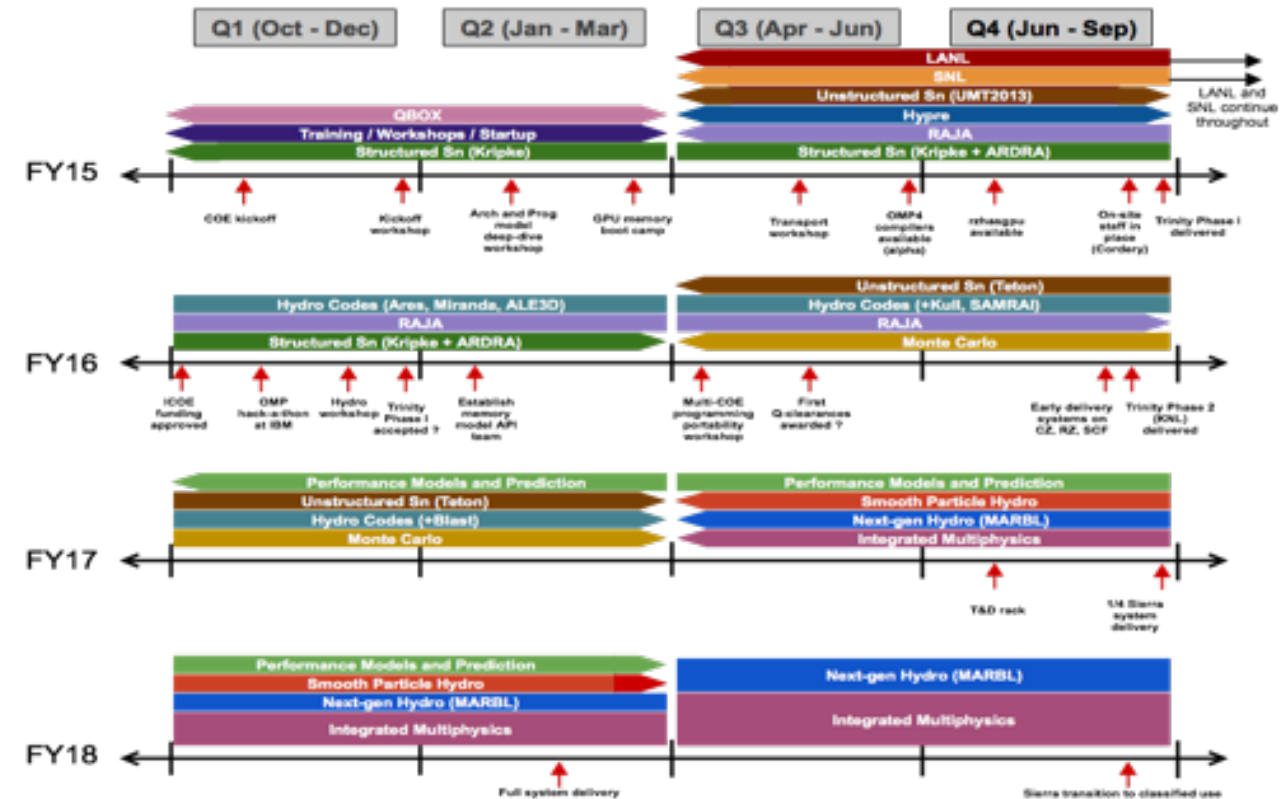 Q1 (Oct - Dec)
Q2 (Jan - Mar)
Q3 (Apr - Jun)
Q4 (Jun - Sep)
LANL
SNL
Unstructured Sn (UMT2013)
LANL and
SNL continue
throughout
QBOX
Hypre
Training / Workshops / Startup
RAJA
Structured Sn (Kripke)
Structured Sn (Kripke + ARDRA)
FY15
COE kickoff
Kickoff
workshop
Arch and Prog
model
deep-dive
workshop
GPU memory
boot camp
Transport
workshop
OMP4
compilers
available
(alpha)
rzhasgpu
available
On-site
staff in
place
(Cordery)
Trinity Phase I
delivered
Unstructured Sn (Teton)
Hydro Codes (Ares, Miranda, ALE3D)
Hydro Codes (+Kull, SAMRAI)
RAJA
RAJA
Structured Sn (Kripke + ARDRA)
Monte Carlo
FY16
ICOE
funding
approved
OMP
hack-a-thon
at IBM
Hydro
workshop
Trinity
Phase I
accepted ?
Establish
memory
model API
team
Multi-COE
programming
portability
workshop
First
Q-clearances
awarded ?
Early delivery
systems on
CZ, RZ, SCF
Trinity Phase 2
(KNL)
delivered
Performance Models and Prediction
Performance Models and Prediction
Unstructured Sn (Teton)
Smooth Particle Hydro
Hydro Codes (+Blast)
Next-gen Hydro (MARBL)
Monte Carlo
Integrated Multiphysics
FY17
T&D rack
1/4 Sierra
system
delivery
Performance Models and Prediction
Smooth Particle Hydro
Next-gen Hydro (MARBL)
Next-gen Hydro (MARBL)
Integrated Multiphysics
Integrated Multiphysics
FY18
Full system delivery
Sierra transition to classified use